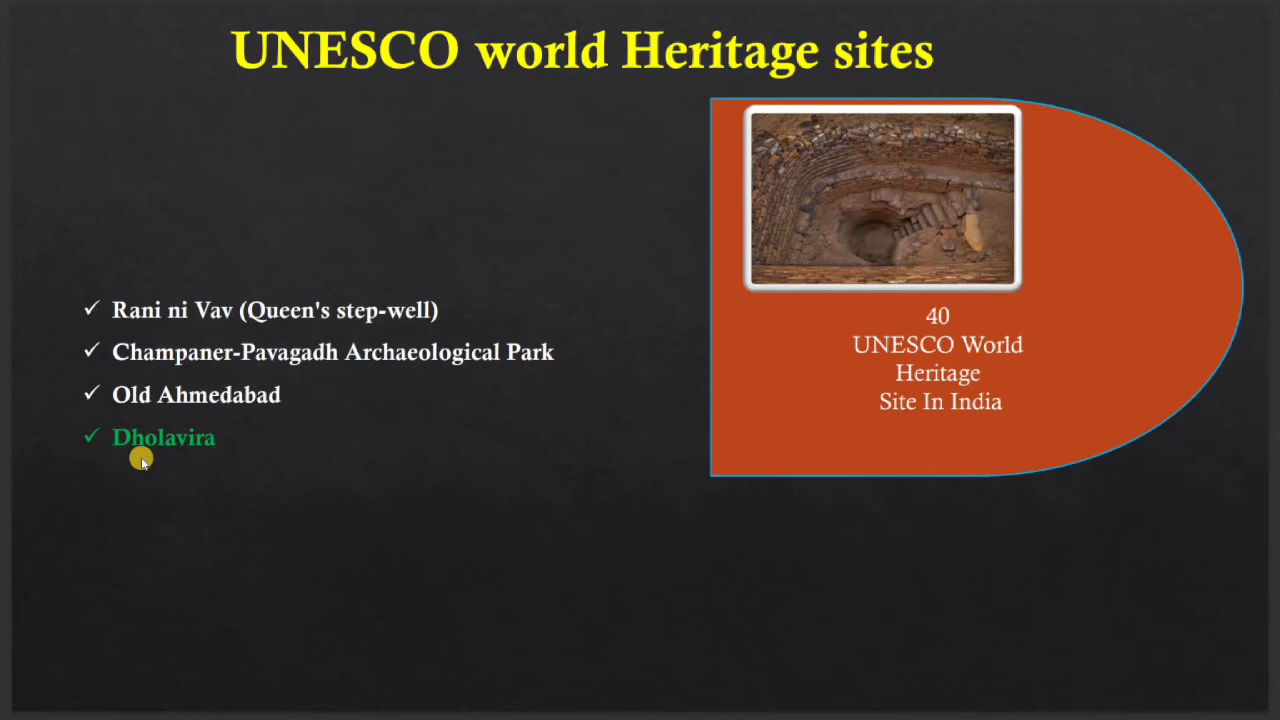 UNESCO world Heritage sites
Rani ni Vav (Queen's step-well)
Champaner-Pavagadh Archaeological Park
Old Ahmedabad
Dholavira
40
UNESCO World
Heritage
Site In India